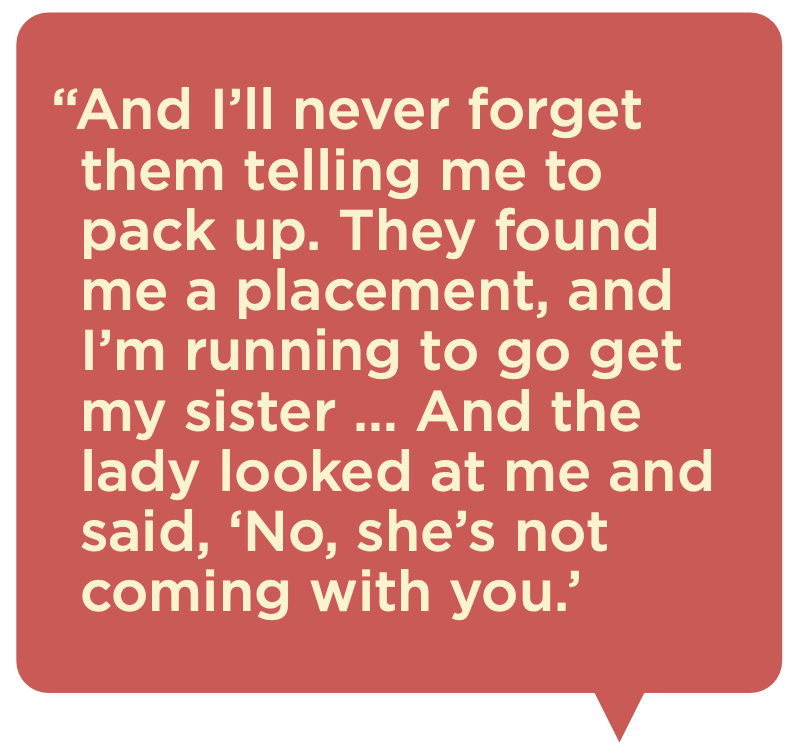 “And I’ll never forget
them telling me to
pack up. They found
me a placement, and
I’m running to go get
my sister ... And the
lady looked at me and
said, ‘No, she’s not
coming with you.’